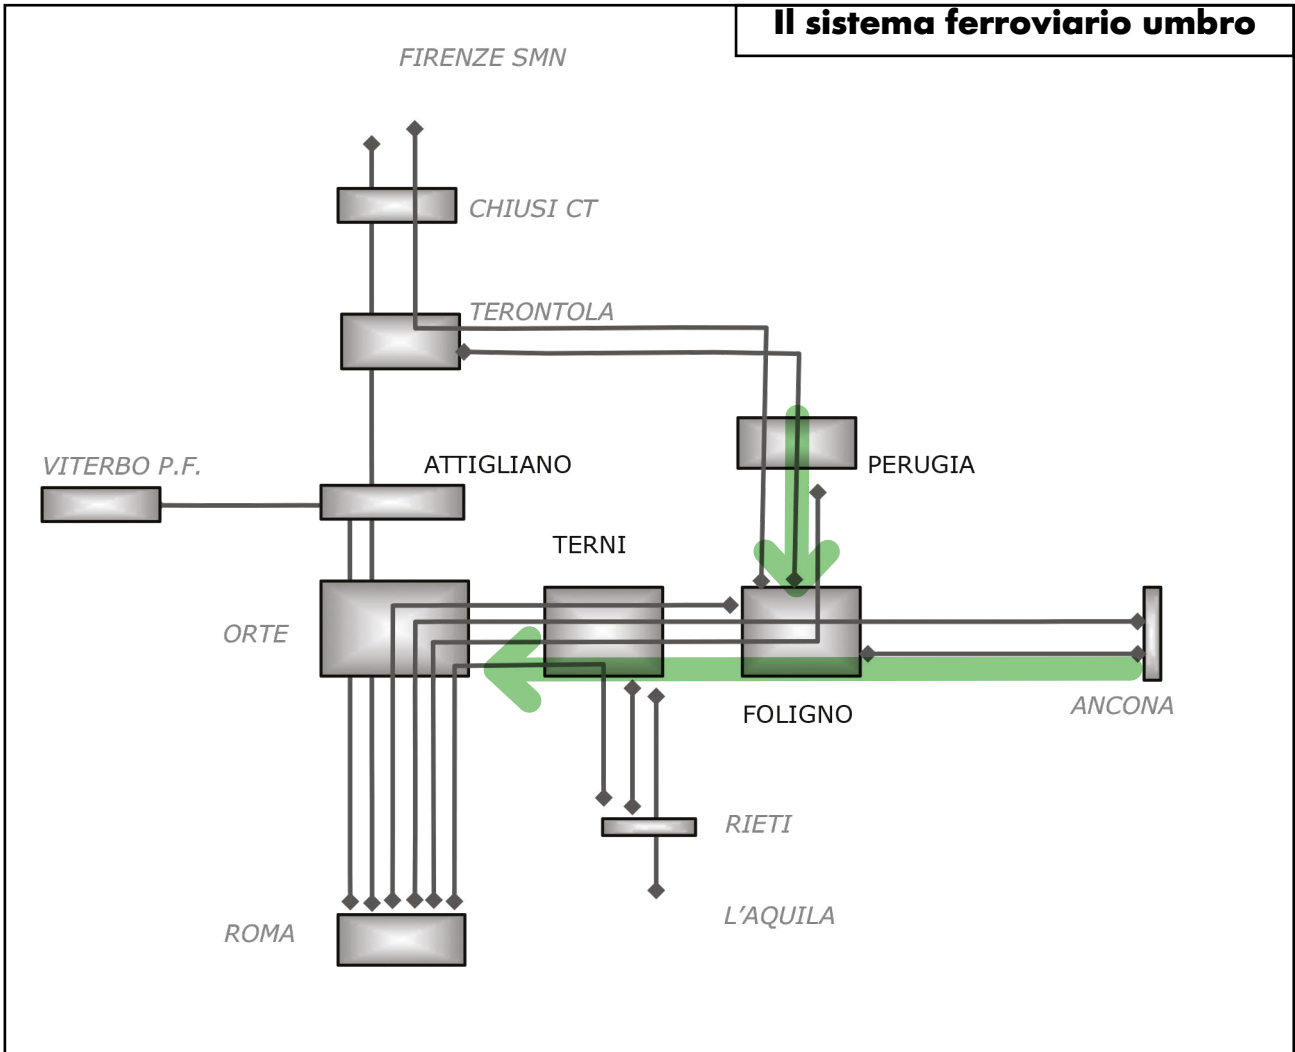 Il sistema ferroviario umbro
FIRENZE SMN
CHIUSI CT
TERONTOLA
VITERBO P.F.
ATTIGLIANO
PERUGIA
TERNI
ORTE
ANCONA
FOLIGNO
RIETI
L'AQUILA
ROMA